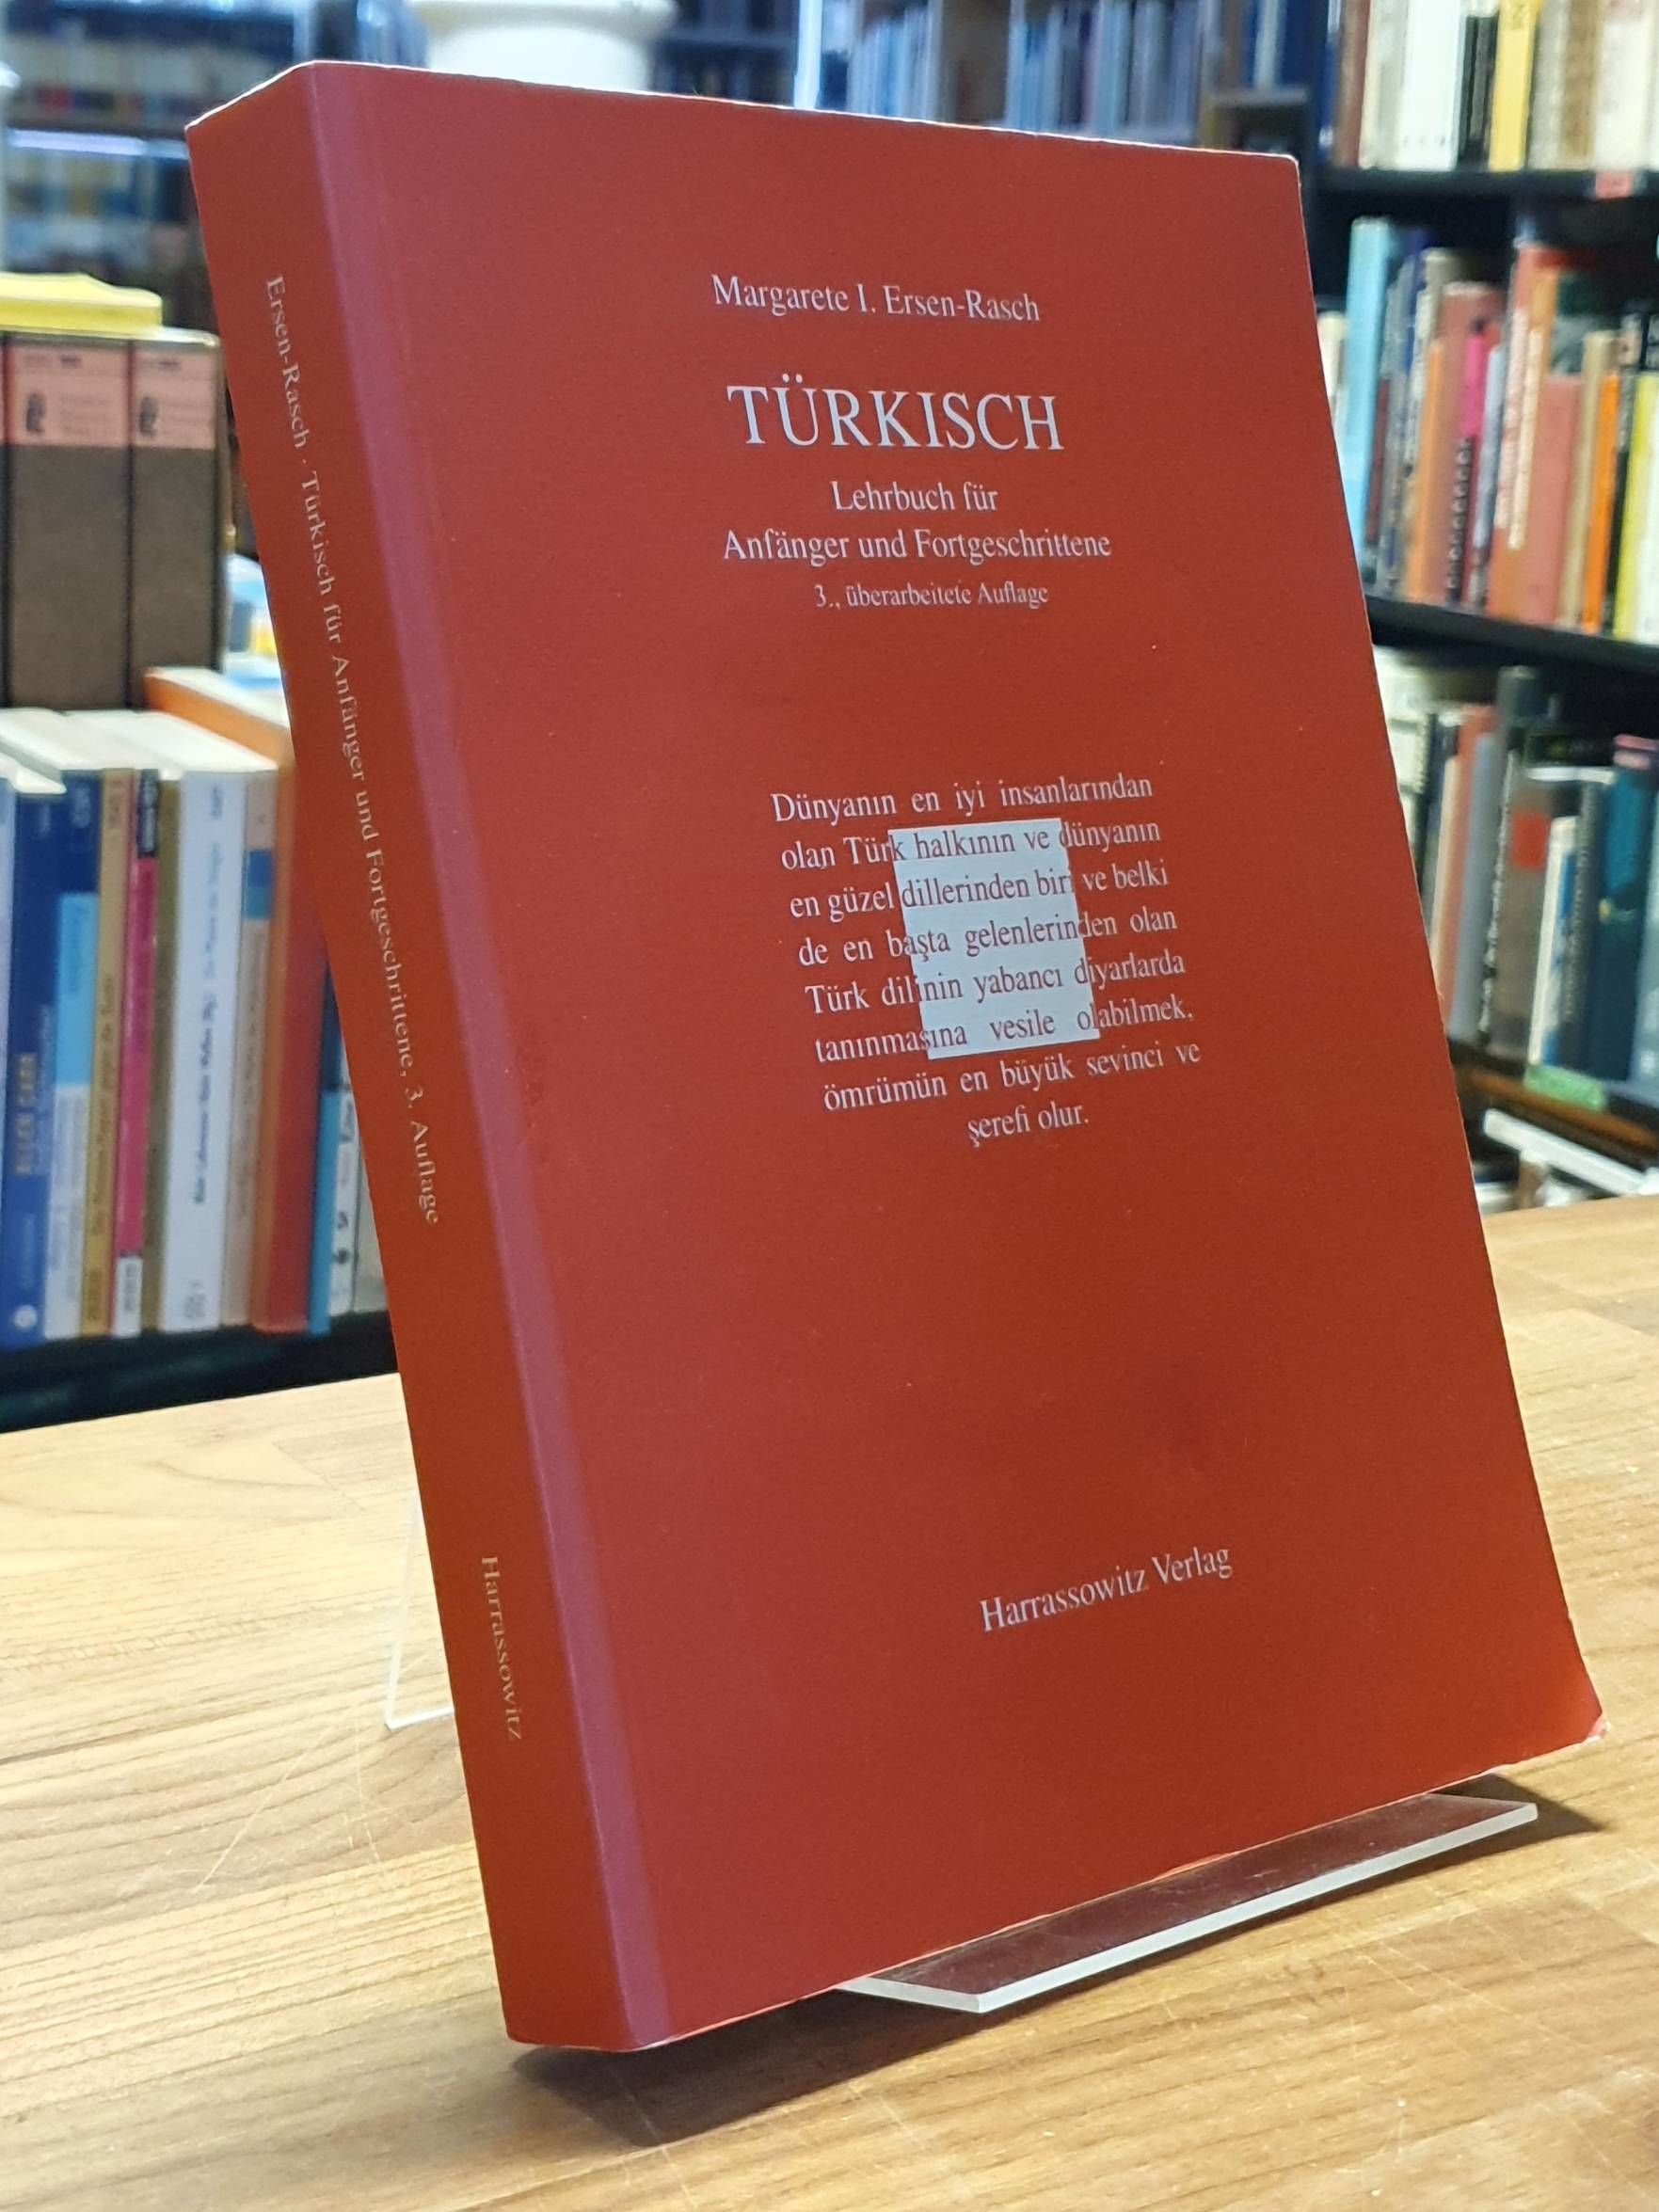 Margarete I. Ersen-Rasch
TÜRKISCH
Lehrbuch für
Anfänger und Fortgeschrittene
3., überarbeitete Auflage
Dünyanın en iyi insanlarından
olan Türk halkının ve dünyanın
en güzel dillerinden biri ve belki
de en başta gelenlerinden olan
Türk dilinin yabancı diyarlarda
tanınmasına vesile olabilmek,
ömrümün en büyük sevinci ve
şerefi olur.
Harrassowitz Verlag
Ersen-Rasch · Türkisch für Anfänger und Fortgeschrittene, 3. Auflage
Harrassowitz